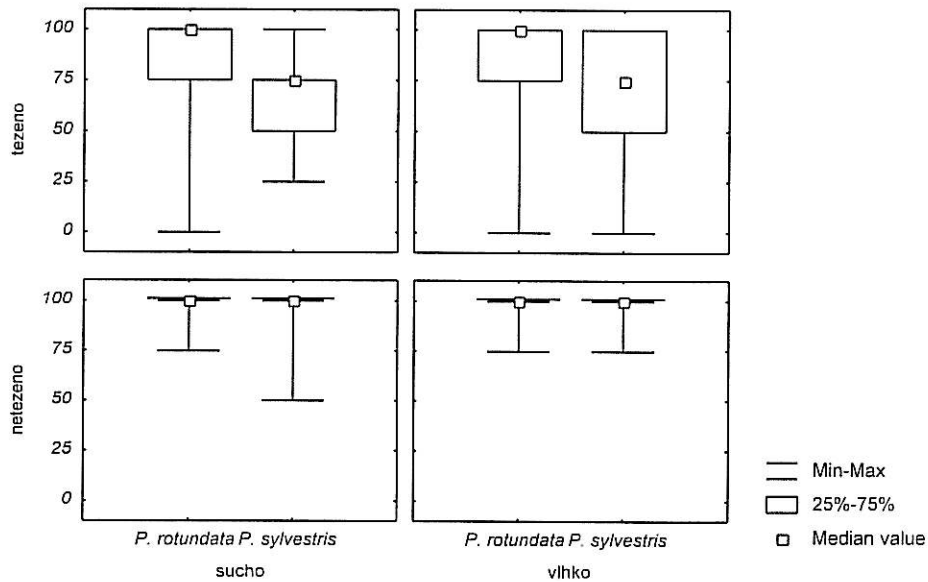 100
75
50
25
0
tezeno
100
75
50
25
0
netezeno
P. rotundata P. sylvestris
P. rotundata P. sylvestris
sucho
vlhko
Min-Max
25%-75%
Median value